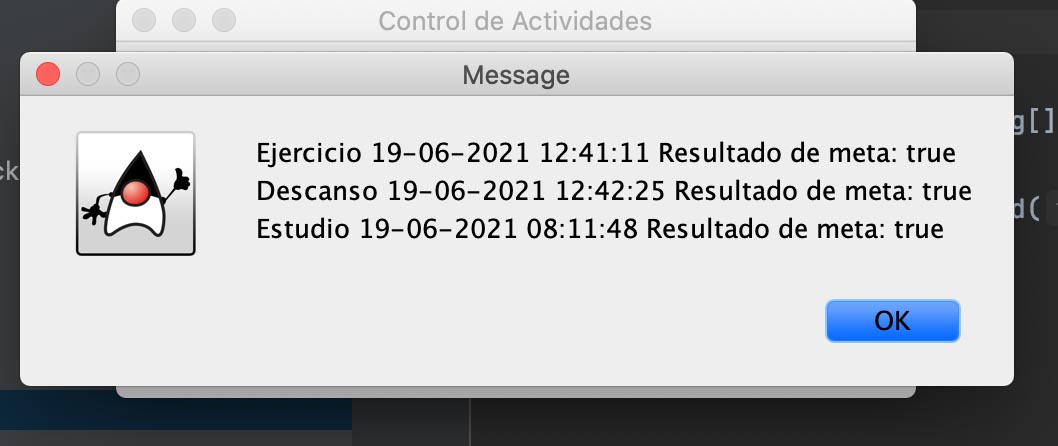 Control de Actividades
Message
g[]
ck
Ejercicio 19-06-2021 12:41:11 Resultado de meta: true
Descanso 19-06-2021 12:42:25 Resultado de meta: true
d(
Estudio 19-06-2021 08:11:48 Resultado de meta: true
OK